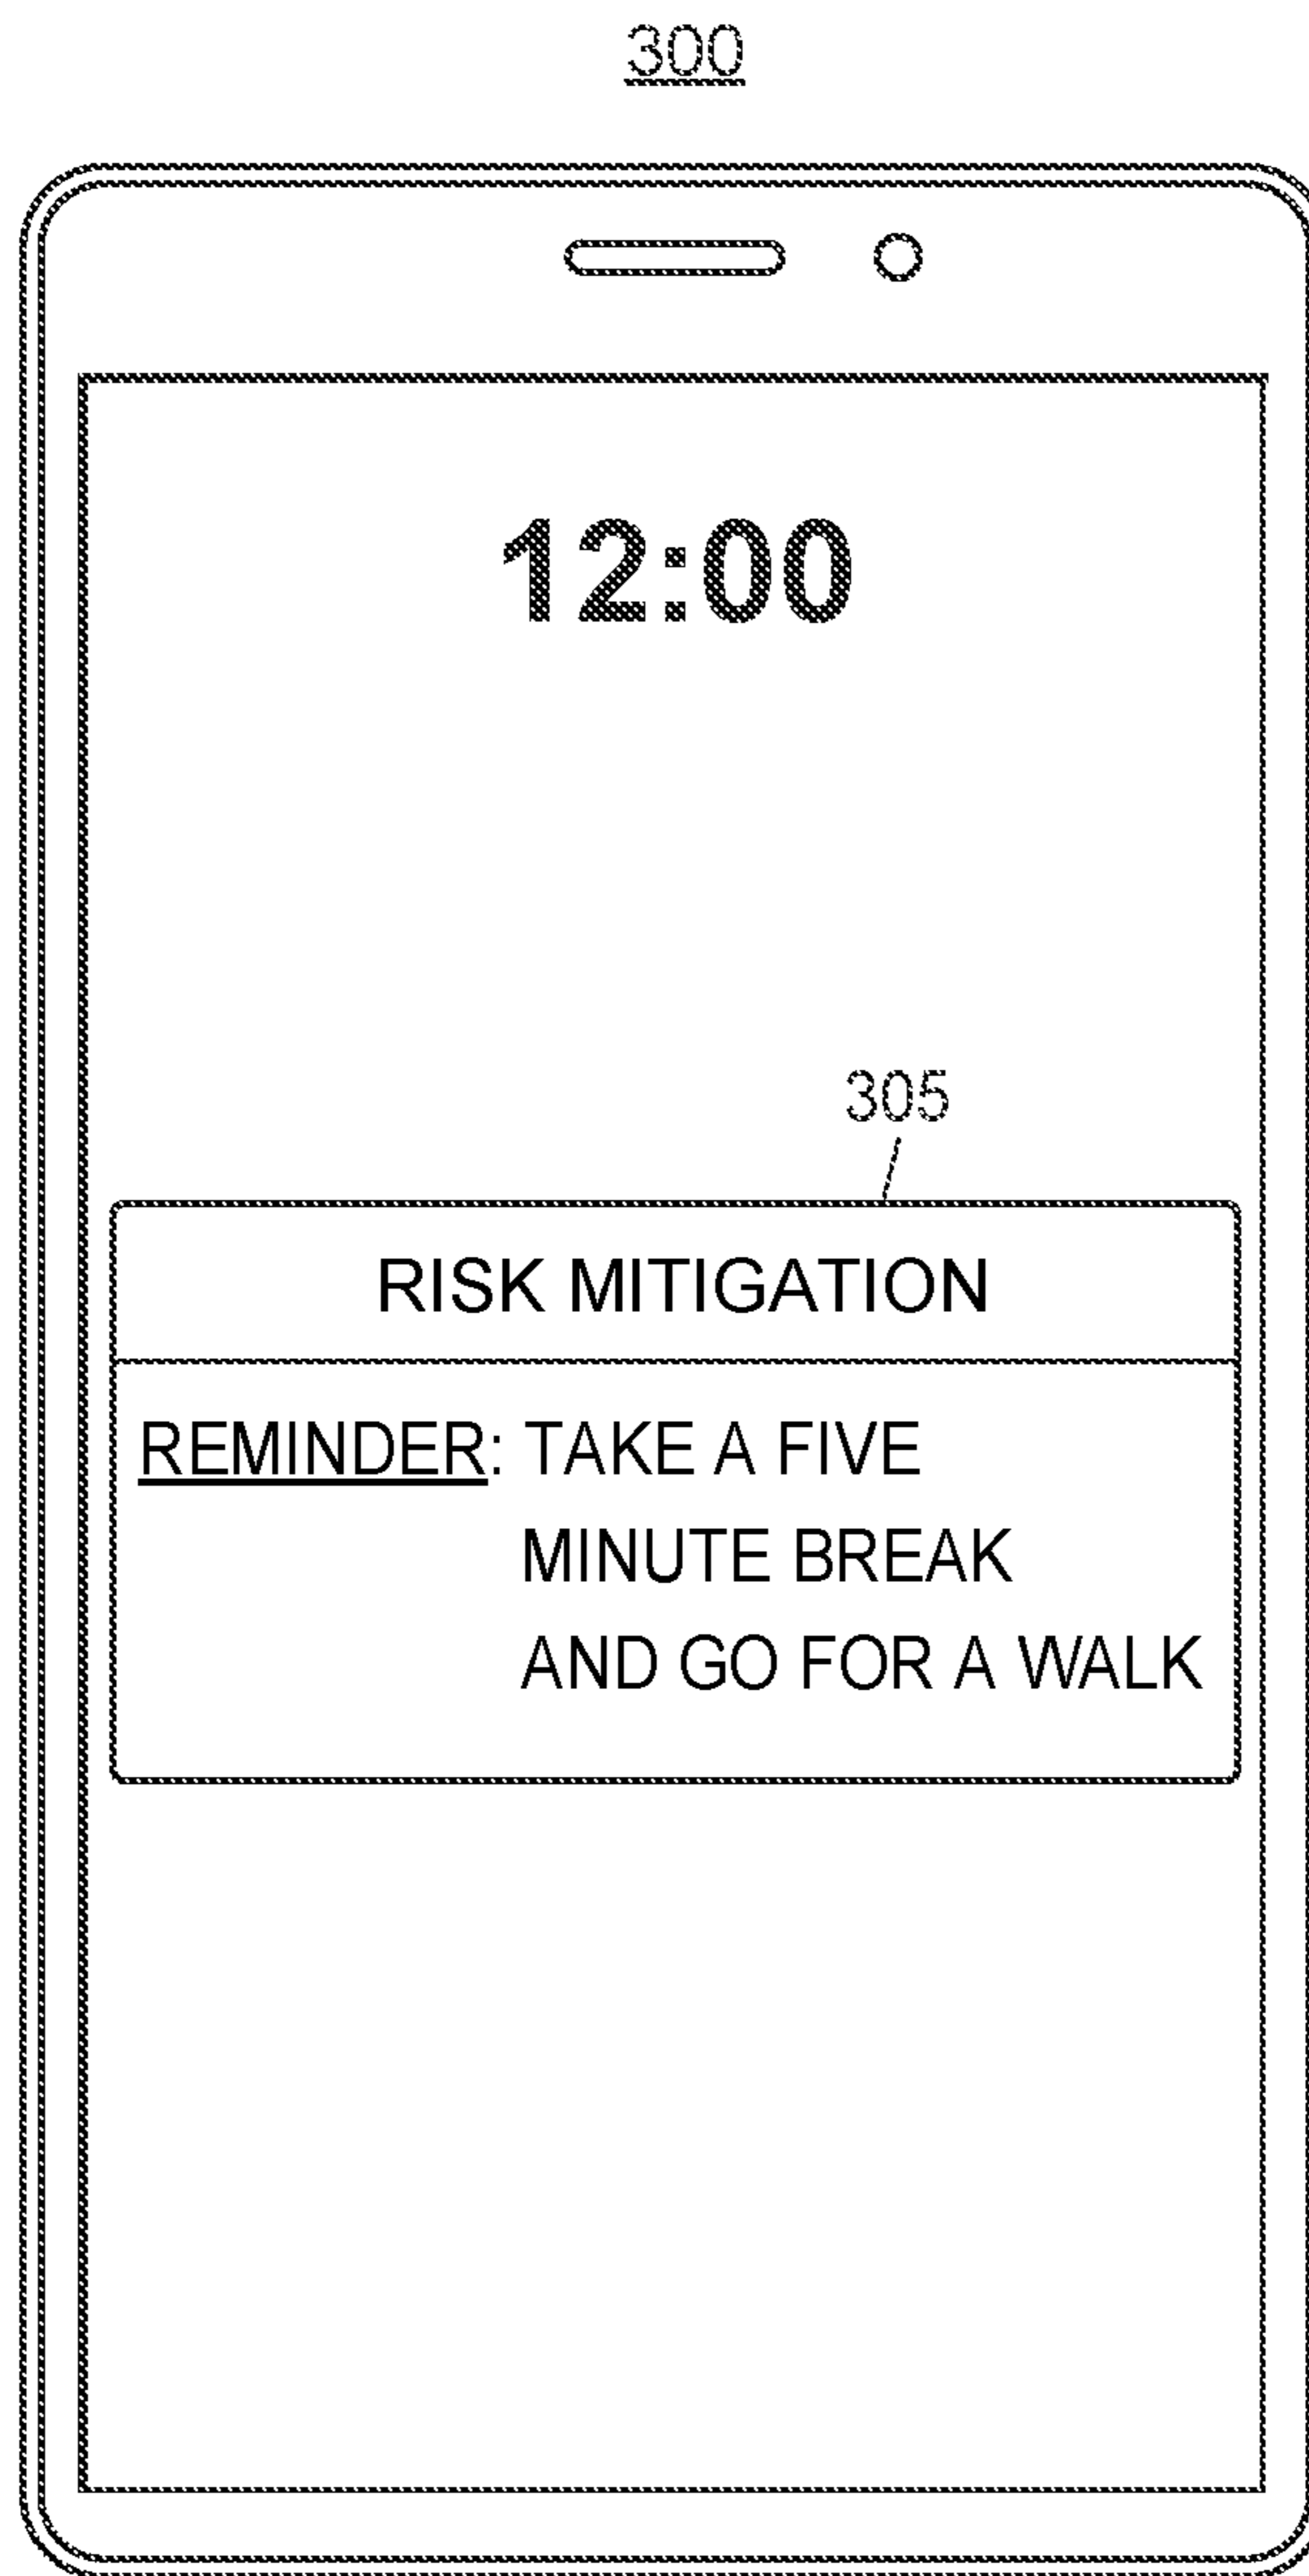 300
12:00
305
RISK MITIGATION
REMINDER: TAKE A FIVE
MINUTE BREAK
AND GO FOR A WALK